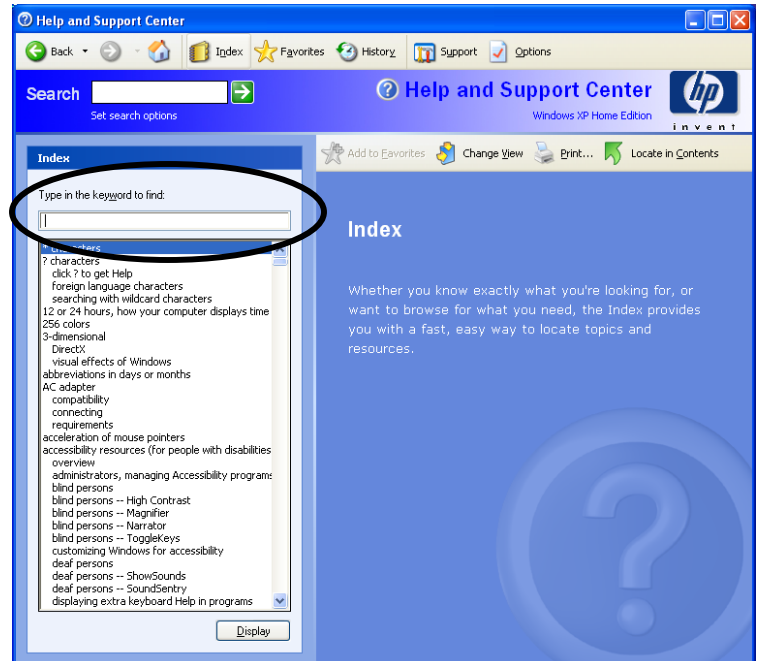 Help and Support Center
Back
Index
Favorites
History
Support
Options
Search
Set search options
Help and Support Center
Windows XP Home Edition
hp
invent
Index
Type in the keyword to find:
Add to Favorites
Change View
Print...
Locate in Contents
* characters
? characters
click ? to get Help
foreign language characters
searching with wildcard characters
12 or 24 hours, how your computer displays time
256 colors
3-dimensional
DirectX
visual effects of Windows
abbreviations in days or months
AC adapter
compatibility
connecting
requirements
acceleration of mouse pointers
accessibility resources (for people with disabilities
overview
administrators, managing Accessibility programs
blind persons
blind persons -- High Contrast
blind persons -- Magnifier
blind persons -- Narrator
blind persons -- ToggleKeys
customizing Windows for accessibility
deaf persons
deaf persons -- ShowSounds
deaf persons -- SoundSentry
displaying extra keyboard Help in programs
Display
Index
Whether you know exactly what you're looking for, or
want to browse for what you need, the Index provides
you with a fast, easy way to locate topics and
resources.